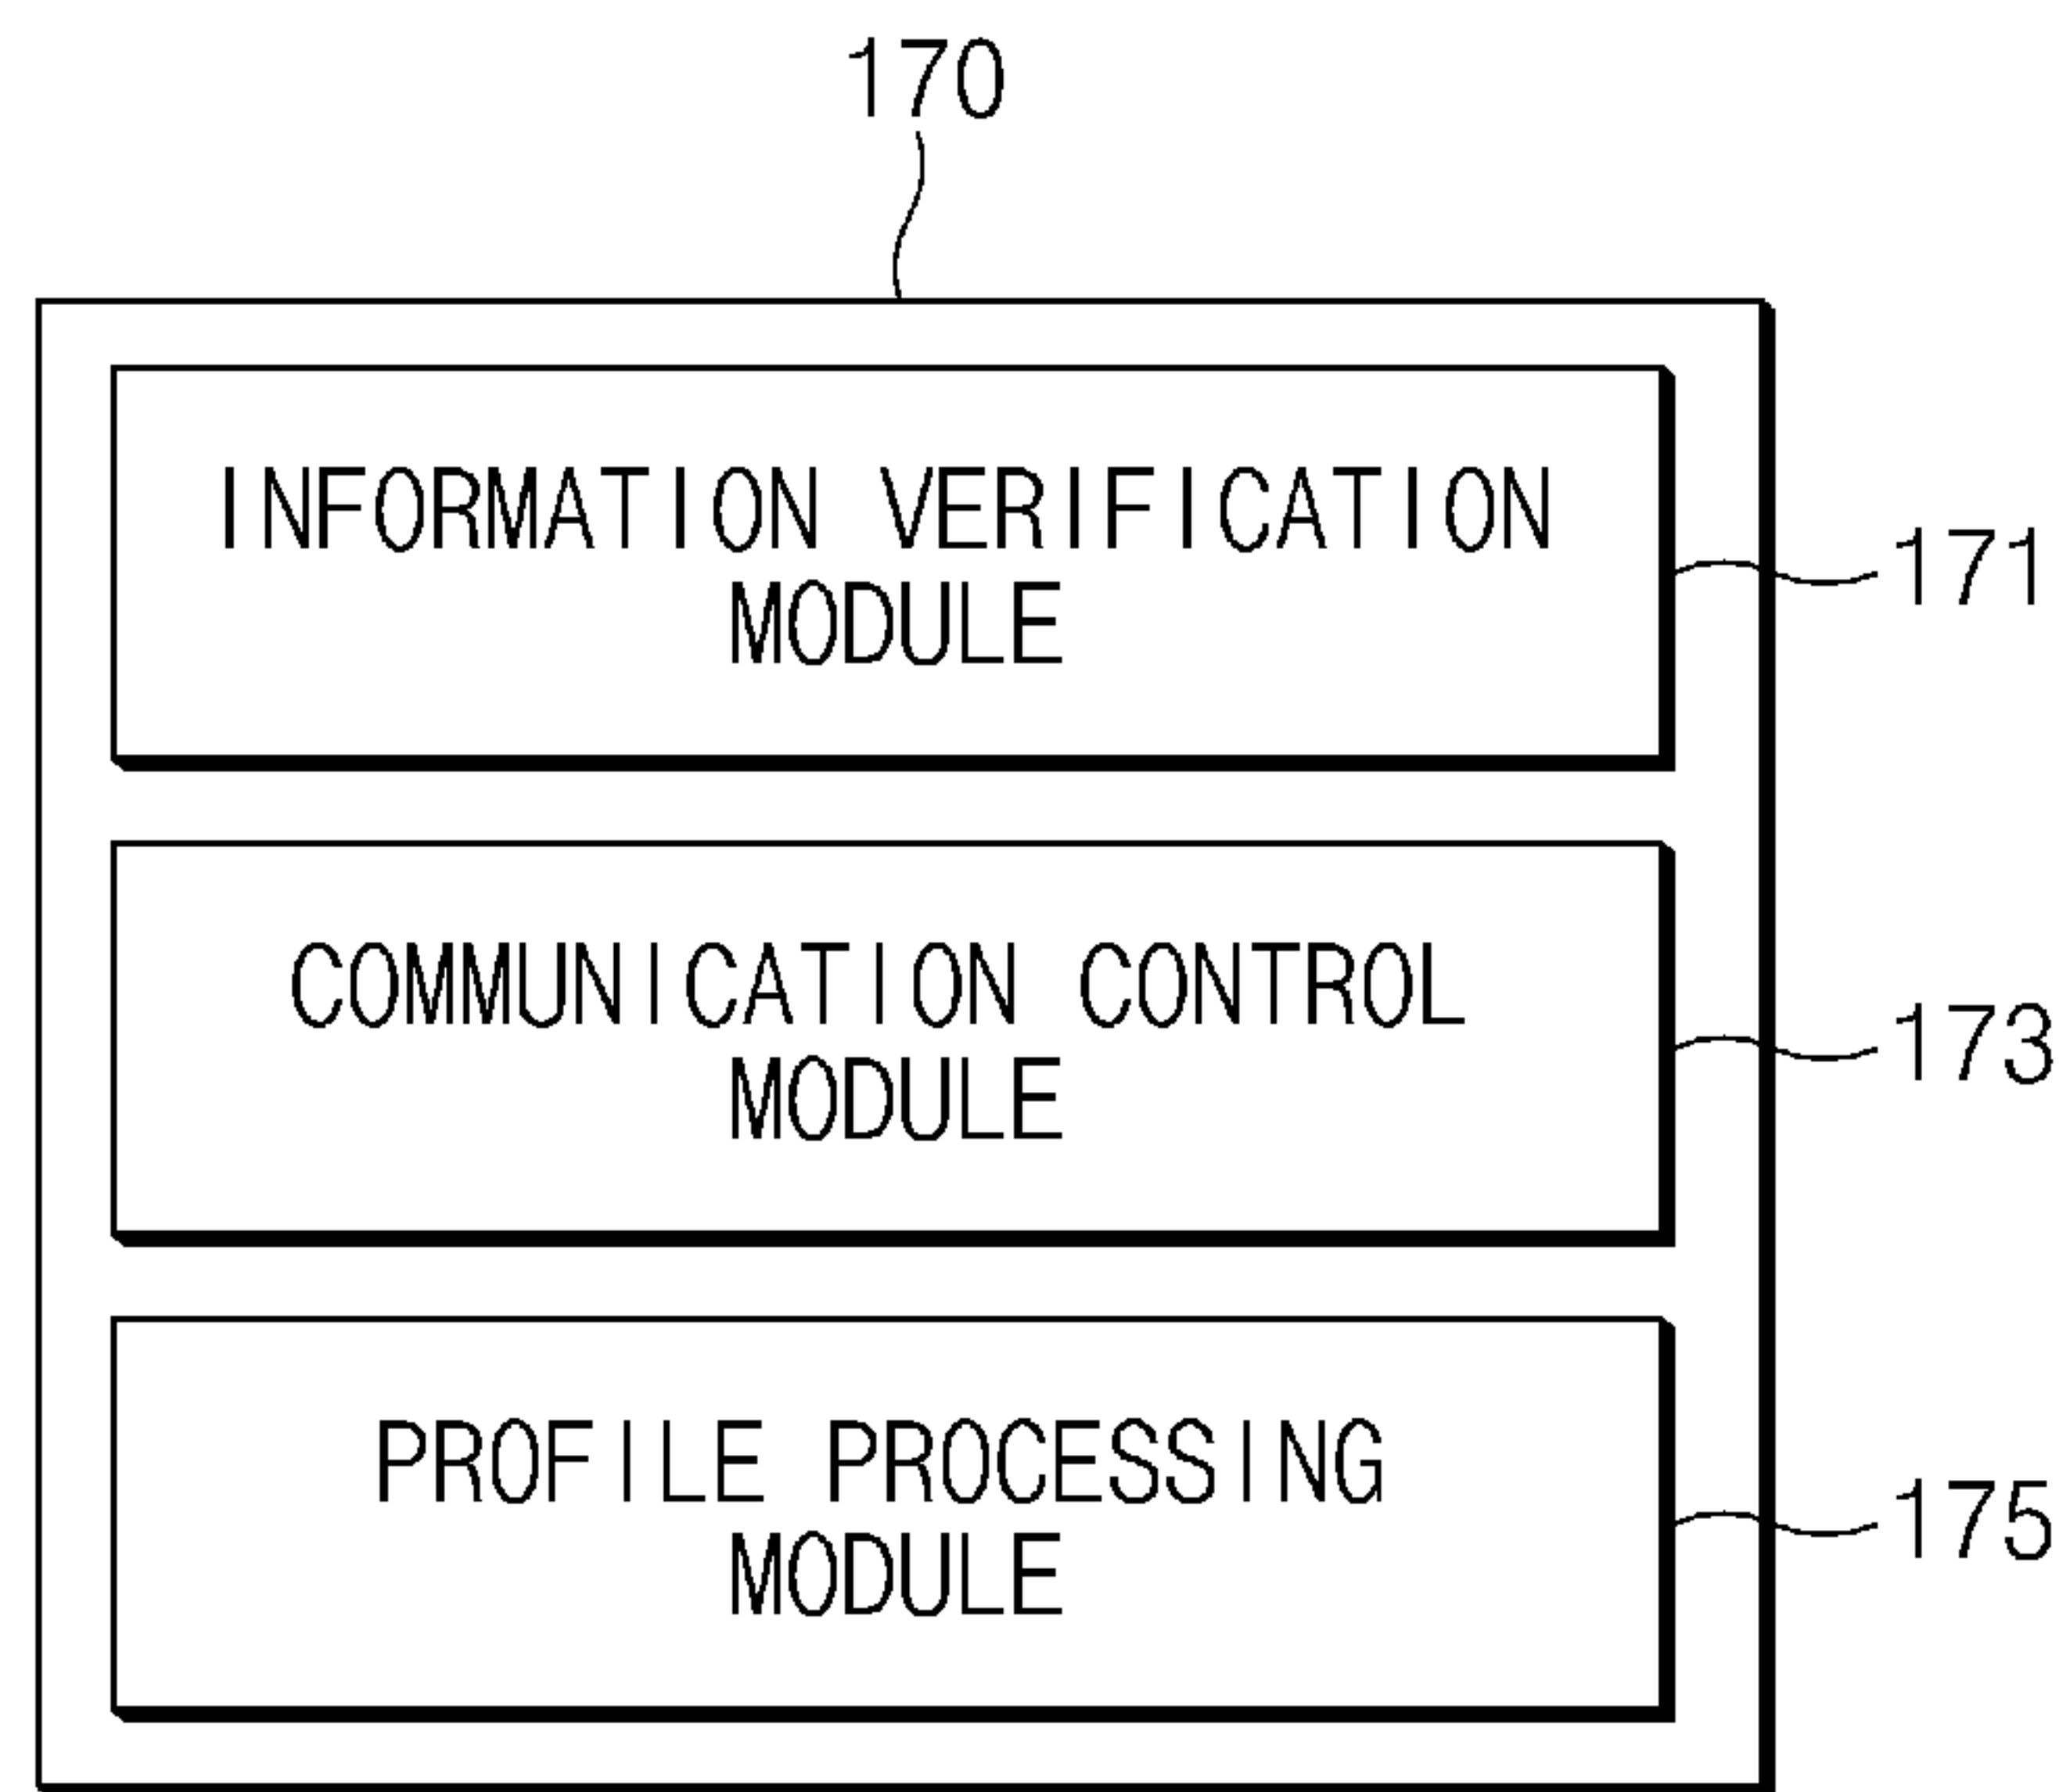 170
INFORMATION VERIFICATION
MODULE
171
COMMUNICATION CONTROL
MODULE
173
PROFILE PROCESSING
MODULE
175